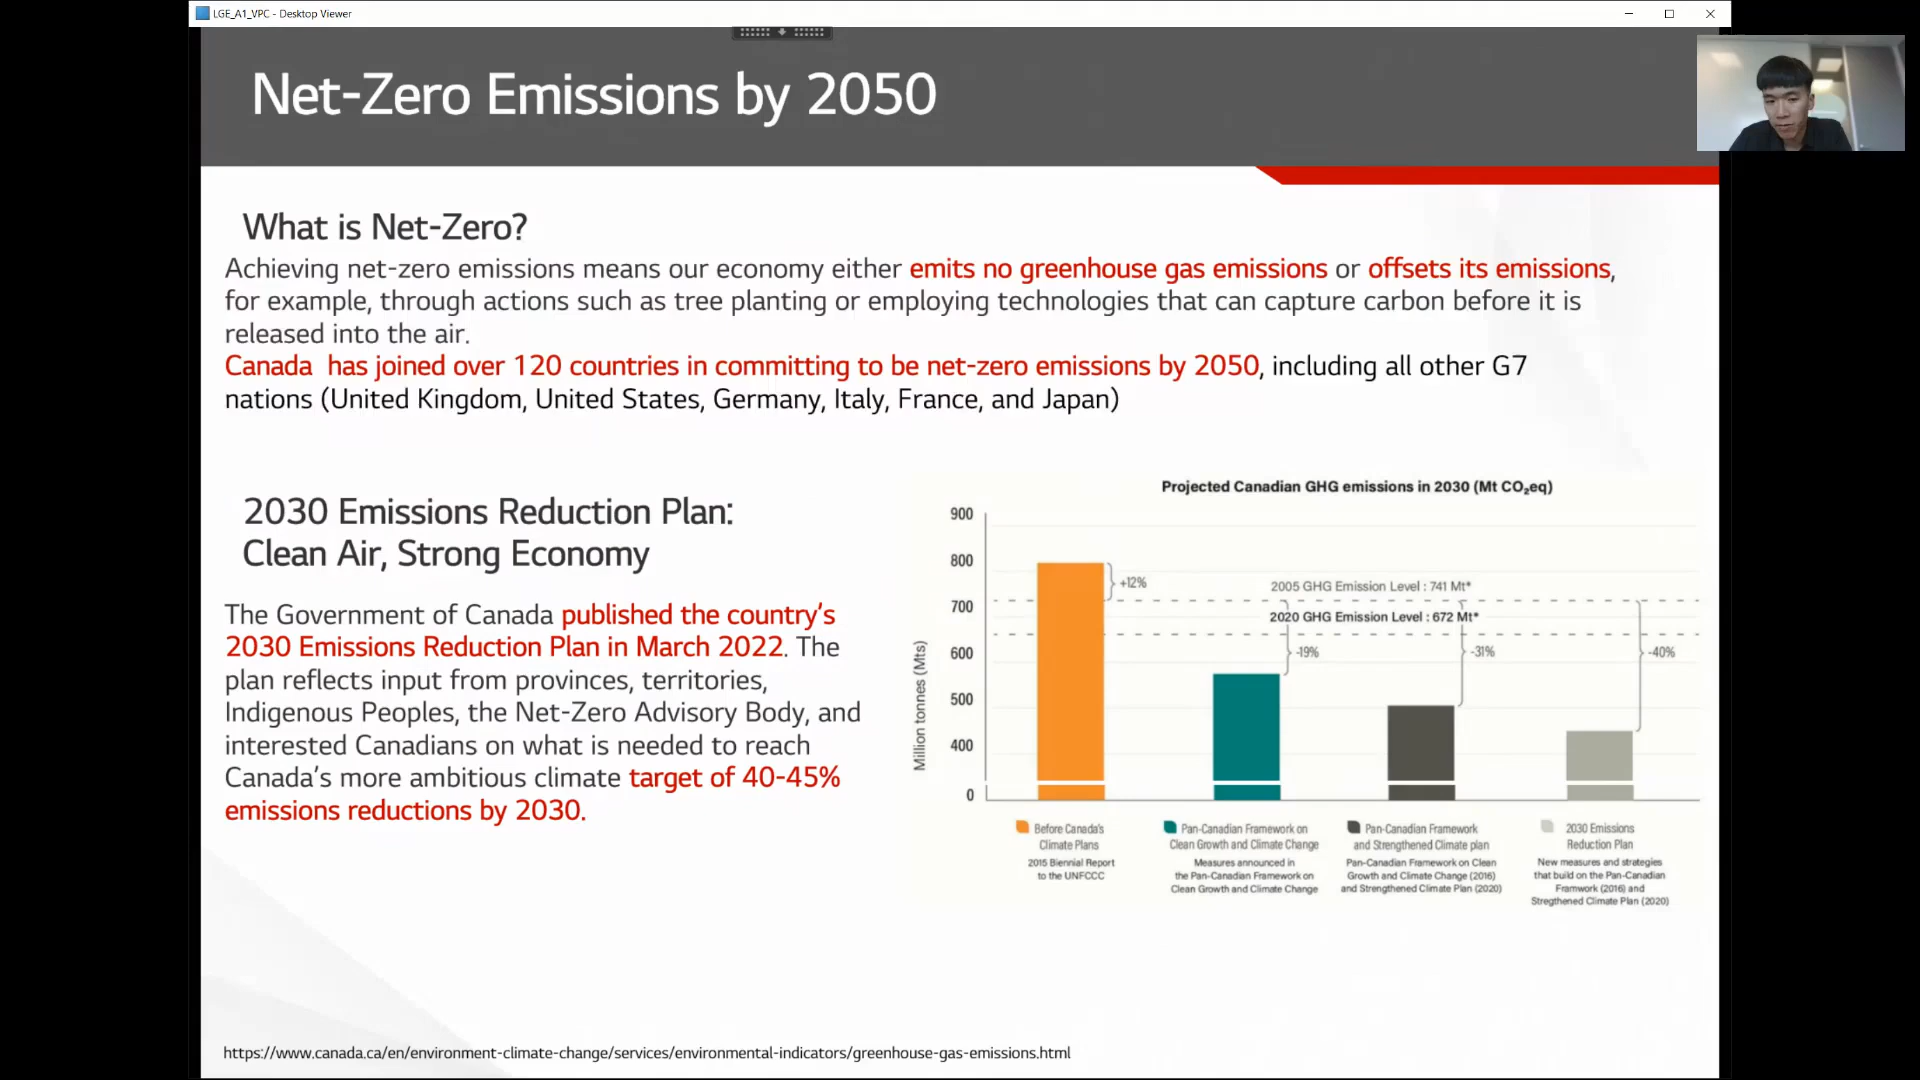 LGE_A1_VPC - Desktop Viewer
Net-Zero Emissions by 2050
What is Net-Zero?
Achieving net-zero emissions means our economy either emits no greenhouse gas emissions or offsets its emissions,
for example, through actions such as tree planting or employing technologies that can capture carbon before it is
released into the air.
Canada has joined over 120 countries in committing to be net-zero emissions by 2050, including all other G7
nations (United Kingdom, United States, Germany, Italy, France, and Japan)
2030 Emissions Reduction Plan:
Clean Air, Strong Economy
The Government of Canada published the country's
2030 Emissions Reduction Plan in March 2022. The
plan reflects input from provinces, territories,
Indigenous Peoples, the Net-Zero Advisory Body, and
interested Canadians on what is needed to reach
Canada's more ambitious climate target of 40-45%
emissions reductions by 2030.
Projected Canadian GHG emissions in 2030 (Mt CO₂eq)
Million tonnes (Mts)
900
800
700
600
500
400
0
+12%
2005 GHG Emission Level : 741 Mt*
2020 GHG Emission Level : 672 Mt*
-19%
-31%
-40%
Before Canada's
Climate Plans
2015 Biennial Report
to the UNFCCC
Pan-Canadian Framework on
Clean Growth and Climate Change
Measures announced in
the Pan-Canadian Framework on
Clean Growth and Climate Change
Pan-Canadian Framework
and Strengthened Climate plan
Pan-Canadian Framework on Clean
Growth and Climate Change (2016)
and Strengthened Climate Plan (2020)
2030 Emissions
Reduction Plan
New measures and strategies
that build on the Pan-Canadian
Framwork (2016) and
Stregthened Climate Plan (2020)
https://www.canada.ca/en/environment-climate-change/services/environmental-indicators/greenhouse-gas-emissions.html